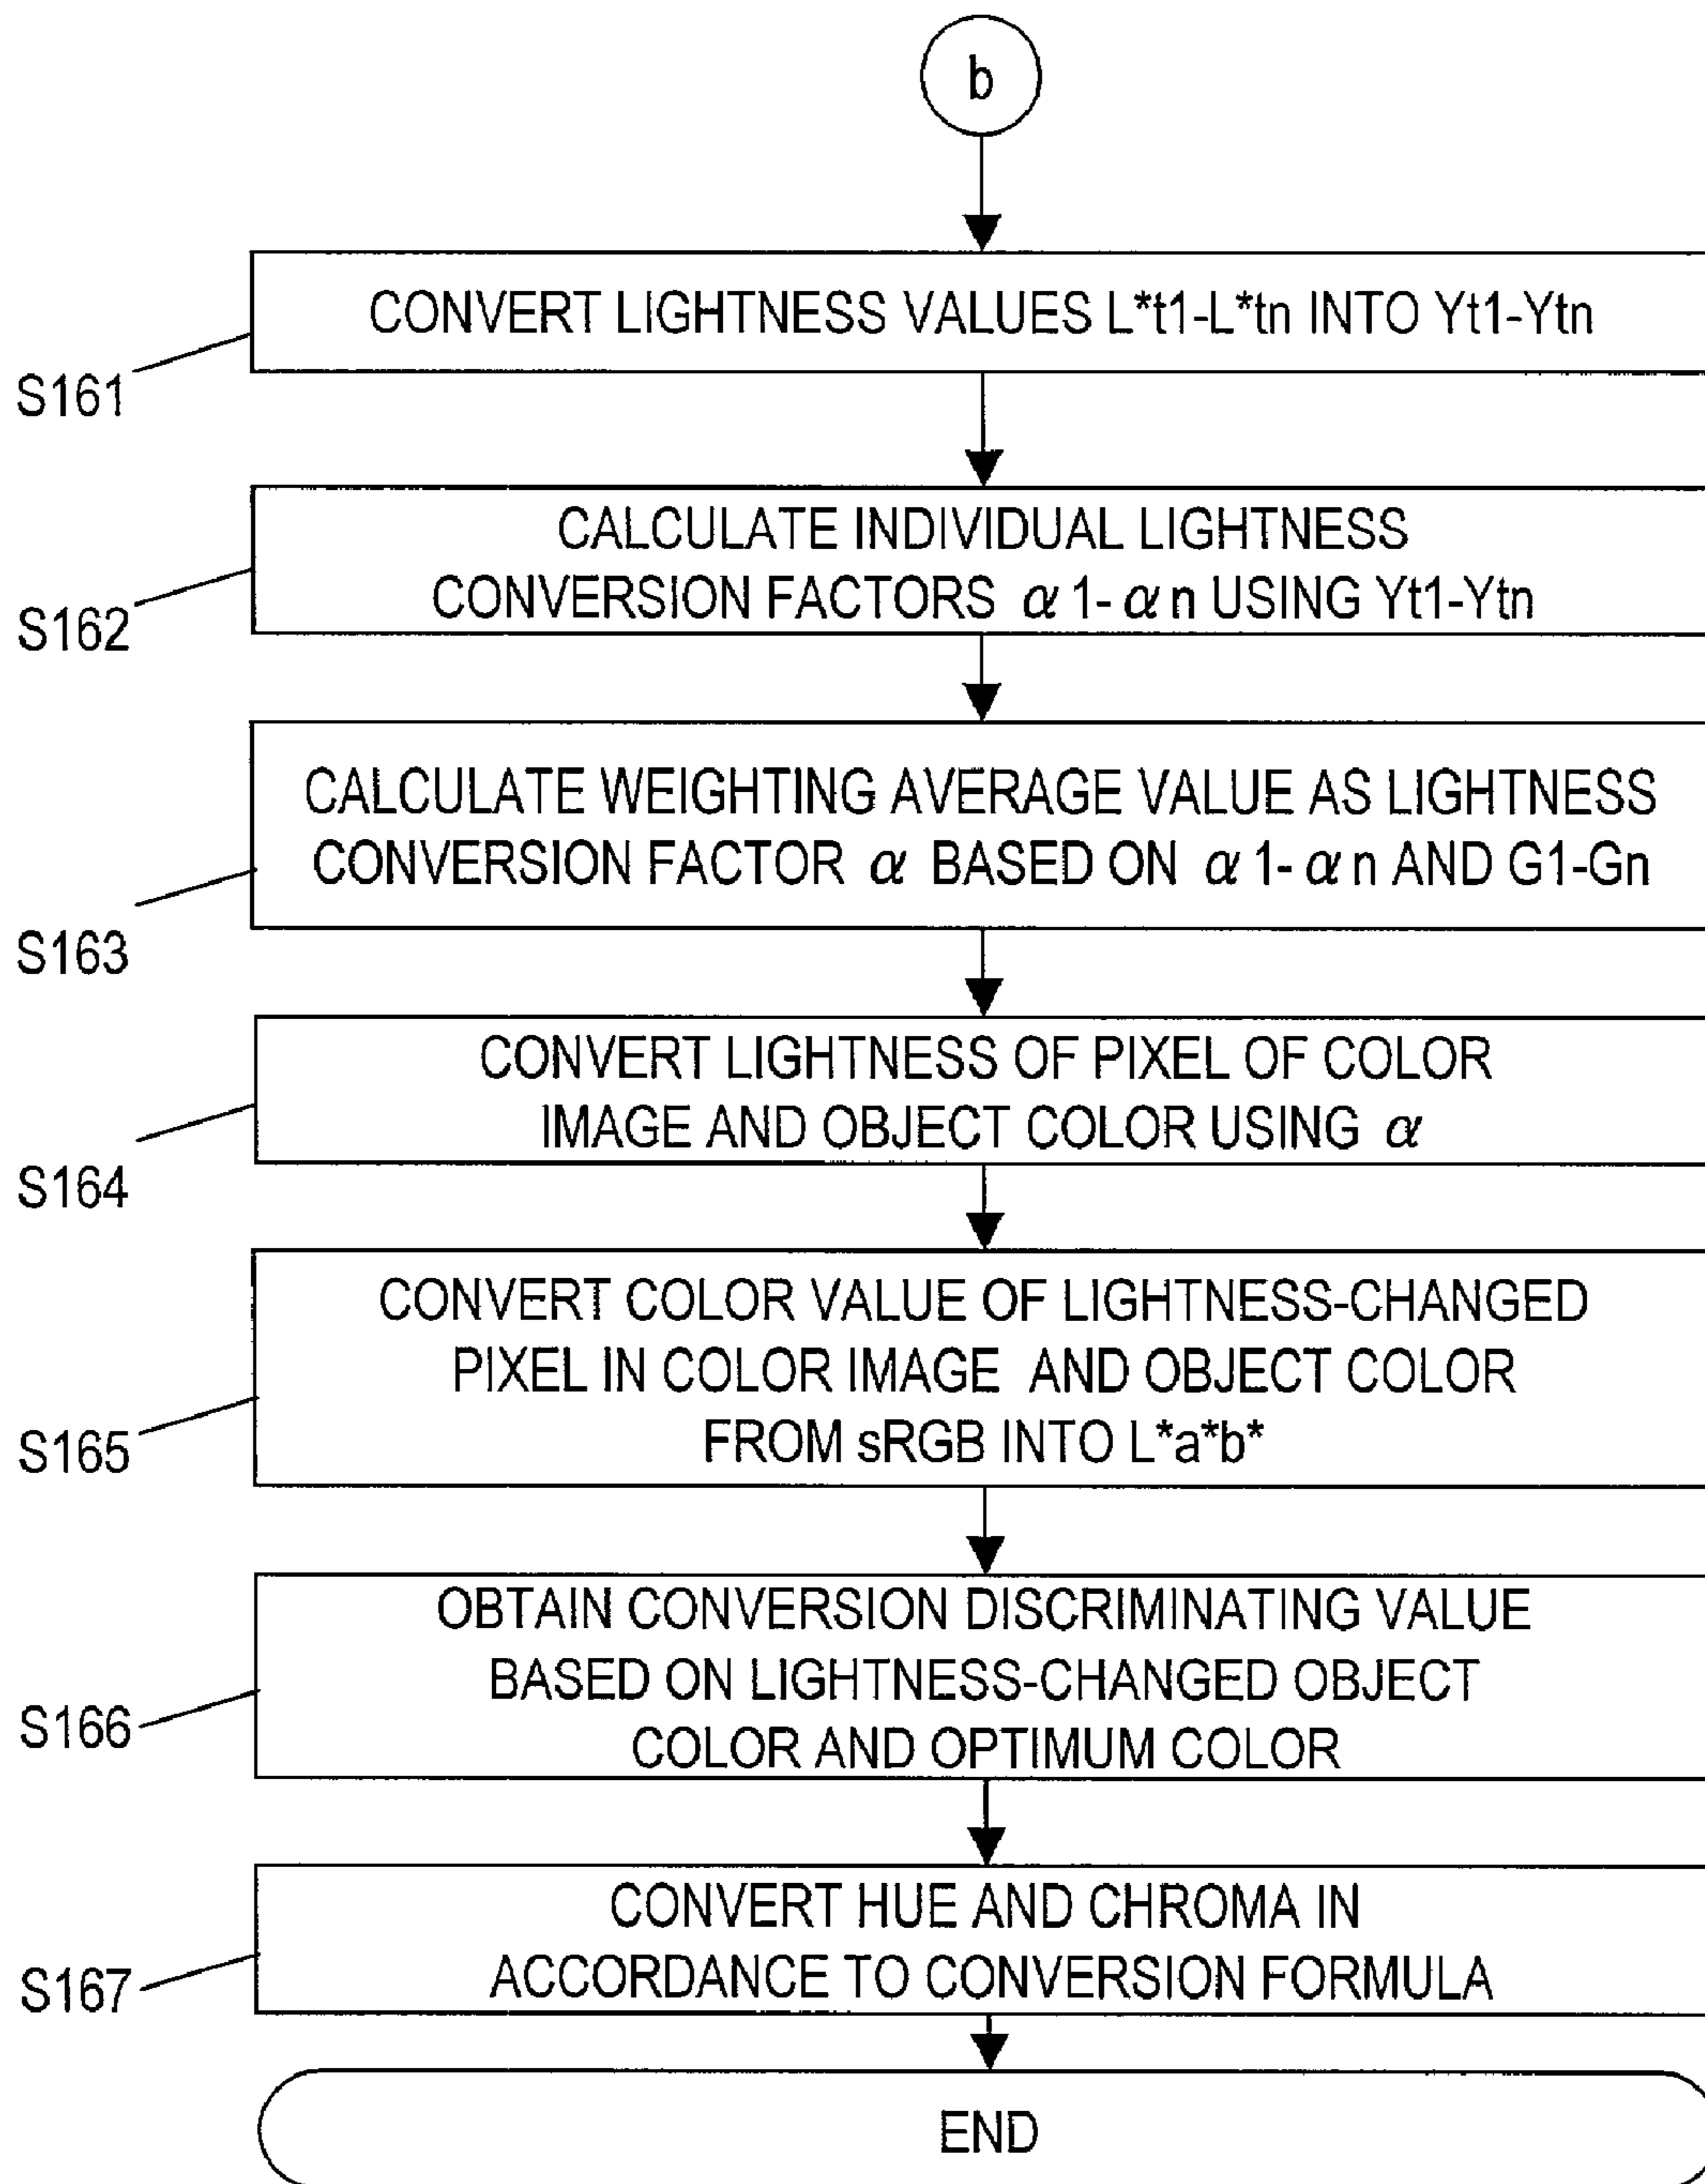 b
CONVERT LIGHTNESS VALUES L*t1-L*tn INTO Yt1-Ytn
S161
CALCULATE INDIVIDUAL LIGHTNESS
CONVERSION FACTORS α1-αn USING Yt1-Ytn
S162
CALCULATE WEIGHTING AVERAGE VALUE AS LIGHTNESS
CONVERSION FACTOR α BASED ON α1-αn AND G1-Gn
S163
CONVERT LIGHTNESS OF PIXEL OF COLOR
IMAGE AND OBJECT COLOR USING α
S164
CONVERT COLOR VALUE OF LIGHTNESS-CHANGED
PIXEL IN COLOR IMAGE AND OBJECT COLOR
FROM sRGB INTO L*a*b*
S165
OBTAIN CONVERSION DISCRIMINATING VALUE
BASED ON LIGHTNESS-CHANGED OBJECT
COLOR AND OPTIMUM COLOR
S166
CONVERT HUE AND CHROMA IN
ACCORDANCE TO CONVERSION FORMULA
S167
END